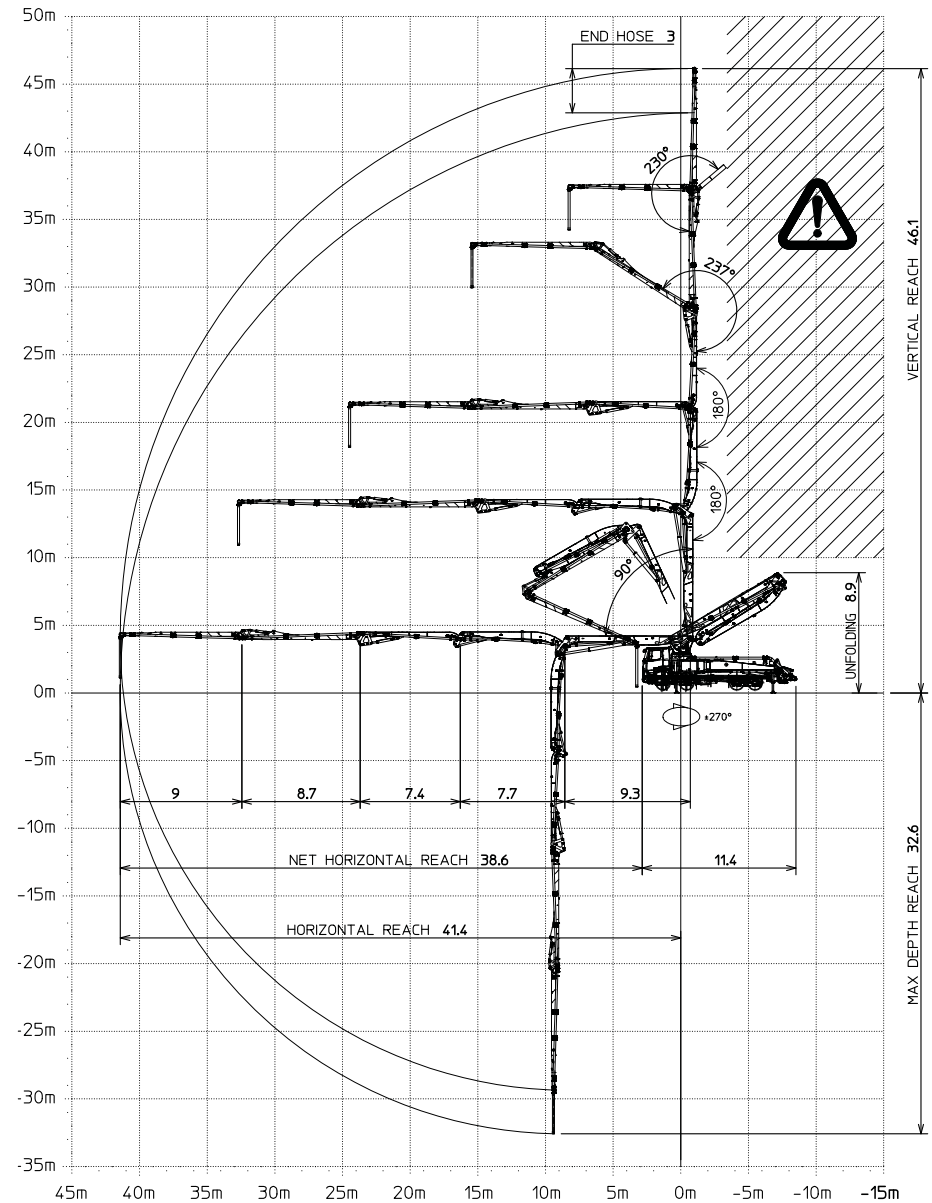 50m
END HOSE 3
45m
40m
230°
35m
237°
30m
VERTICAL REACH 46.1
25m
180°
20m
15m
180°
10m
90°
UNFOLDING 8.9
5m
0m
±270°
-5m
9 8.7 7.4 7.7 9.3
-10m
NET HORIZONTAL REACH 38.6 11.4
-15m
HORIZONTAL REACH 41.4
MAX DEPTH REACH 32.6
-20m
-25m
-30m
-35m
45m 40m 35m 30m 25m 20m 15m 10m 5m 0m -5m -10m -15m